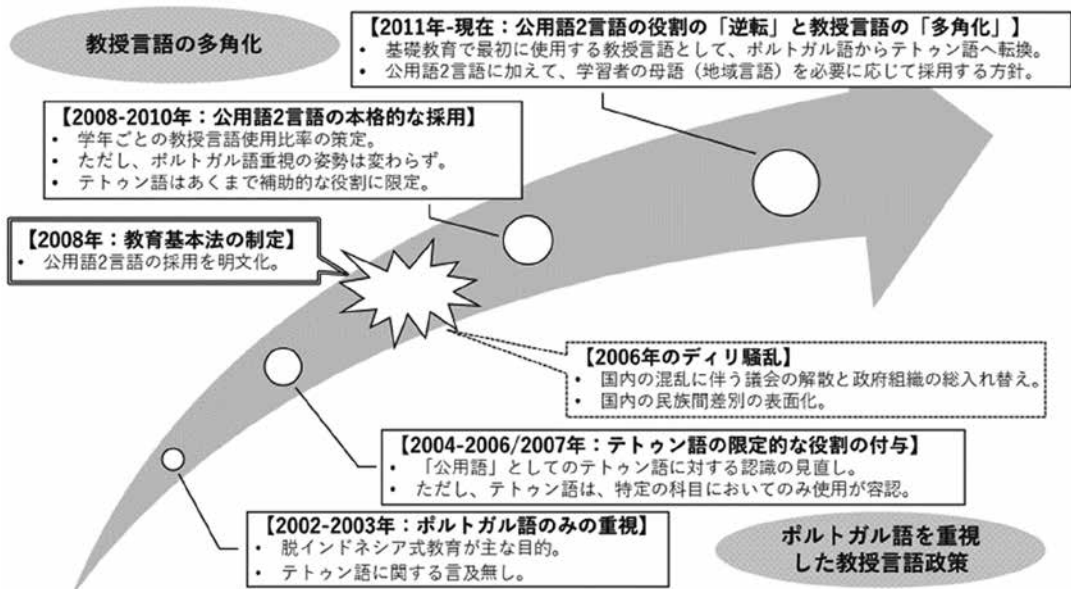 教授言語の多角化
【2011年-現在：公用語2言語の役割の「逆転」と教授言語の「多角化」】
• 基礎教育で最初に使用する教授言語として、ポルトガル語からテトゥン語へ転換。
• 公用語2言語に加えて、学習者の母語（地域言語）を必要に応じて採用する方針。
【2008-2010年：公用語2言語の本格的な採用】
• 学年ごとの教授言語使用比率の策定。
• ただし、ポルトガル語重視の姿勢は変わらず。
• テトゥン語はあくまで補助的な役割に限定。
【2008年：教育基本法の制定】
• 公用語2言語の採用を明文化。
【2006年のディリ騒乱】
• 国内の混乱に伴う議会の解散と政府組織の総入れ替え。
• 国内の民族間差別の表面化。
【2004-2006/2007年：テトゥン語の限定的な役割の付与】
• 「公用語」としてのテトゥン語に対する認識の見直し。
• ただし、テトゥン語は、特定の科目においてのみ使用が容認。
【2002-2003年：ポルトガル語のみの重視】
• 脱インドネシア式教育が主な目的。
• テトゥン語に関する言及無し。
ポルトガル語を重視
した教授言語政策